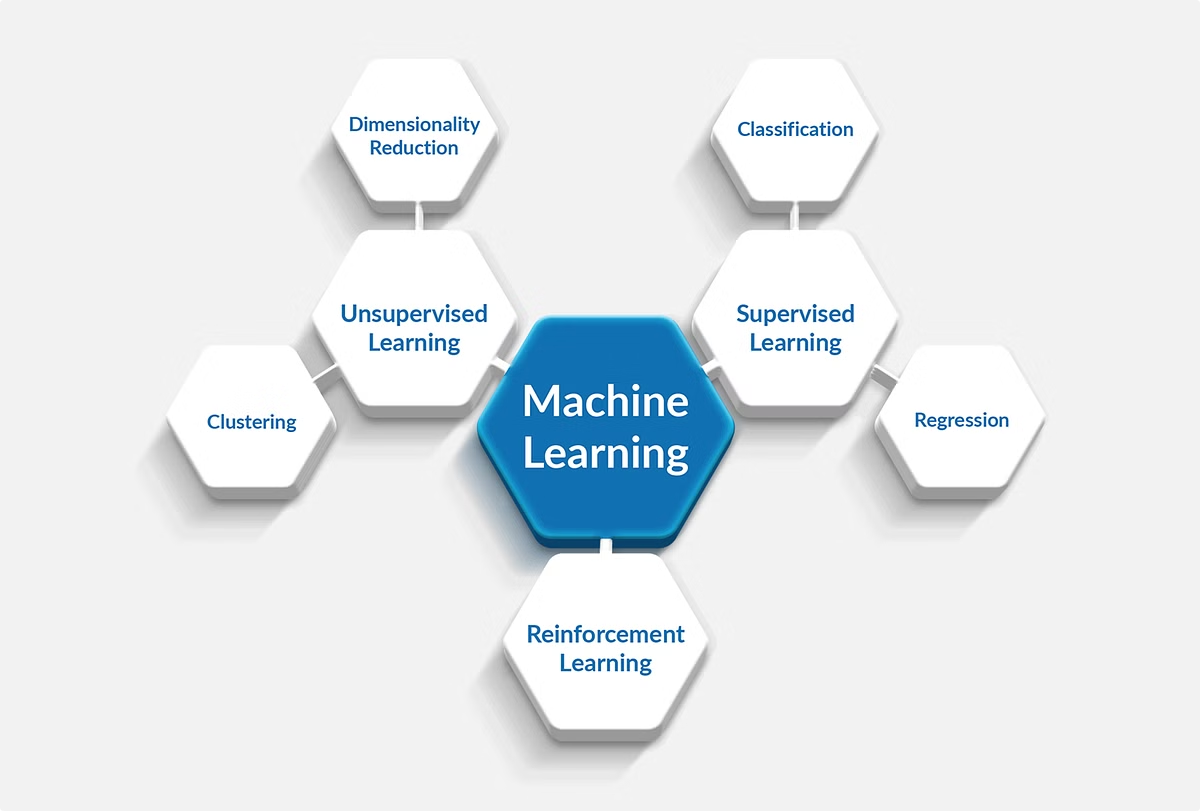 Dimensionality
Reduction
Classification
Unsupervised
Learning
Supervised
Learning
Machine
Learning
Clustering
Regression
Reinforcement
Learning